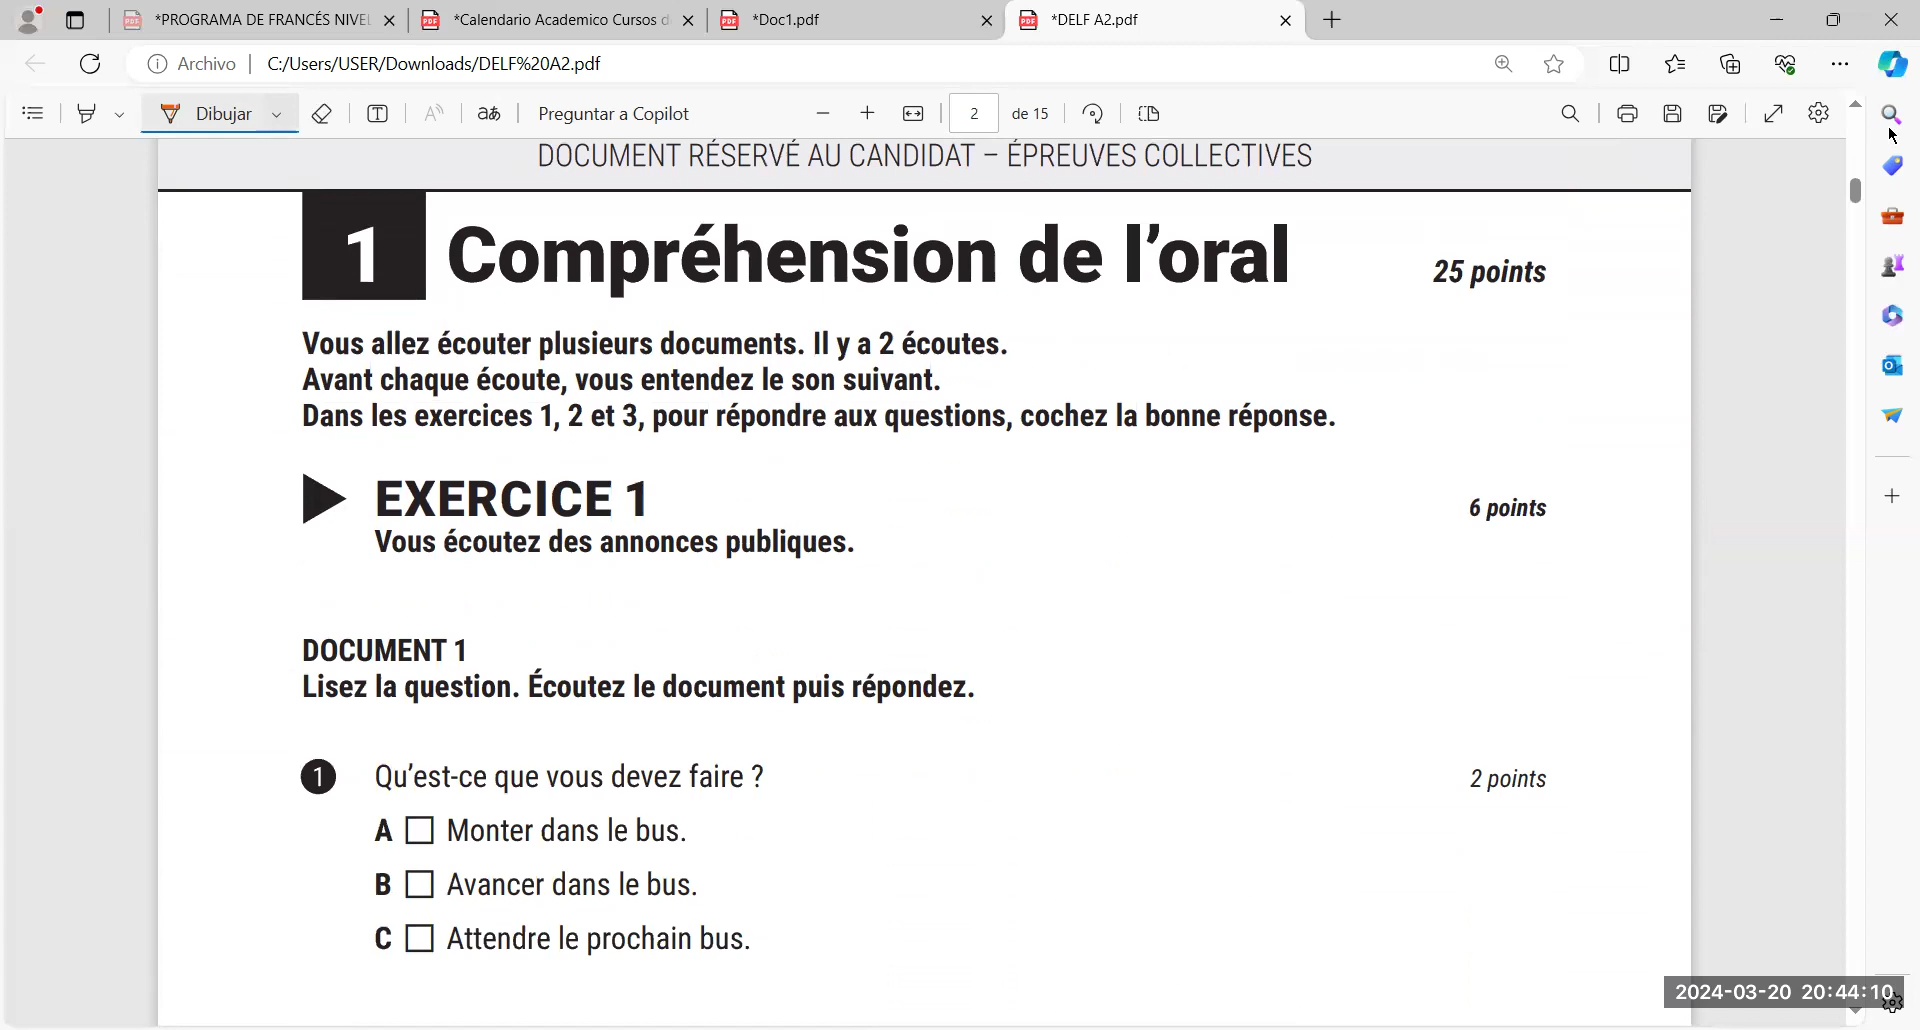 *PROGRAMA DE FRANCÉS NIVEL
*Calendario Academico Cursos d
*Doc1.pdf
*DELF A2.pdf
Archivo
C:/Users/USER/Downloads/DELF%20A2.pdf
Dibujar
Preguntar a Copilot
2
de 15
DOCUMENT RÉSERVÉ AU CANDIDAT – ÉPREUVES COLLECTIVES
1 Compréhension de l'oral
25 points
Vous allez écouter plusieurs documents. Il y a 2 écoutes.
Avant chaque écoute, vous entendez le son suivant.
Dans les exercices 1, 2 et 3, pour répondre aux questions, cochez la bonne réponse.
EXERCICE 1
6 points
Vous écoutez des annonces publiques.
DOCUMENT 1
Lisez la question. Écoutez le document puis répondez.
1 Qu'est-ce que vous devez faire ?
2 points
A Monter dans le bus.
B Avancer dans le bus.
C Attendre le prochain bus.
2024-03-20 20:44:10